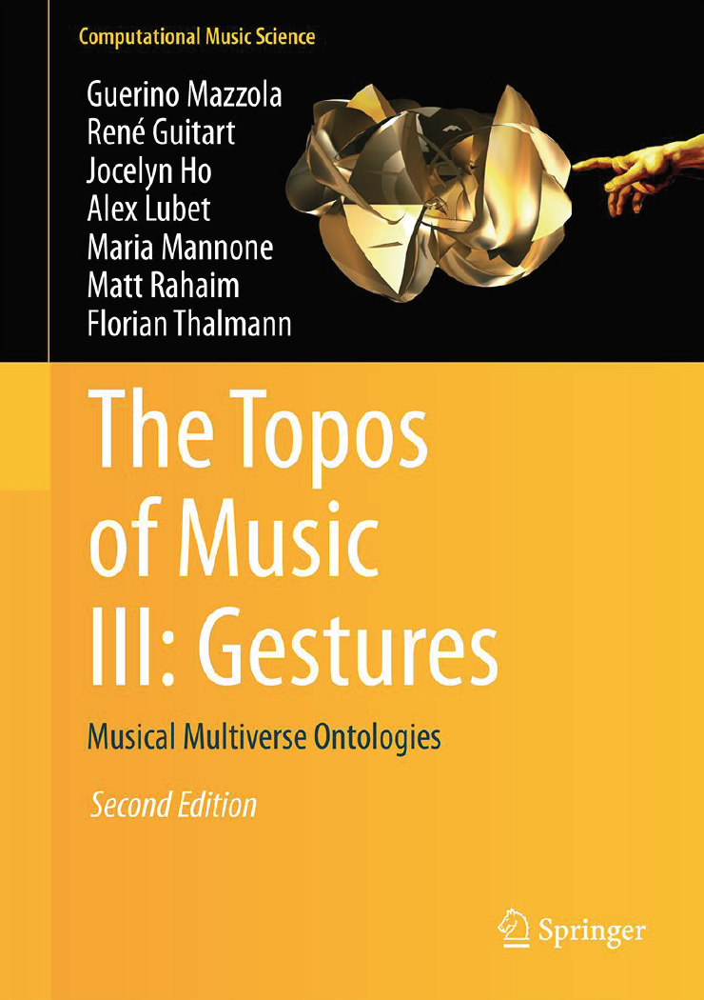 Computational Music Science
Guerino Mazzola
René Guitart
Jocelyn Ho
Alex Lubet
Maria Mannone
Matt Rahaim
Florian Thalmann
The Topos
of Music
III: Gestures
Musical Multiverse Ontologies
Second Edition
Springer